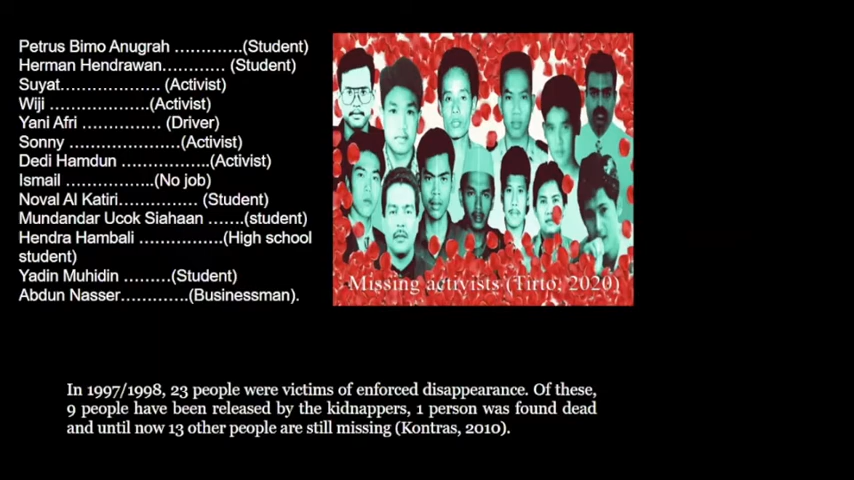 Petrus Bimo Anugrah ………….(Student)
Herman Hendrawan………… (Student)
Suyat……………… (Activist)
Wiji ……………….(Activist)
Yani Afri …………… (Driver)
Sonny …………………(Activist)
Dedi Hamdun ……………..(Activist)
Ismail ……………..(No job)
Noval Al Katiri…………… (Student)
Mundandar Ucok Siahaan …….(student)
Hendra Hambali …………….(High school
student)
Yadin Muhidin ………(Student)
Abdun Nasser………….(Businessman).
Missing activists (Tirto, 2020)
In 1997/1998, 23 people were victims of enforced disappearance. Of these,
9 people have been released by the kidnappers, 1 person was found dead
and until now 13 other people are still missing (Kontras, 2010).